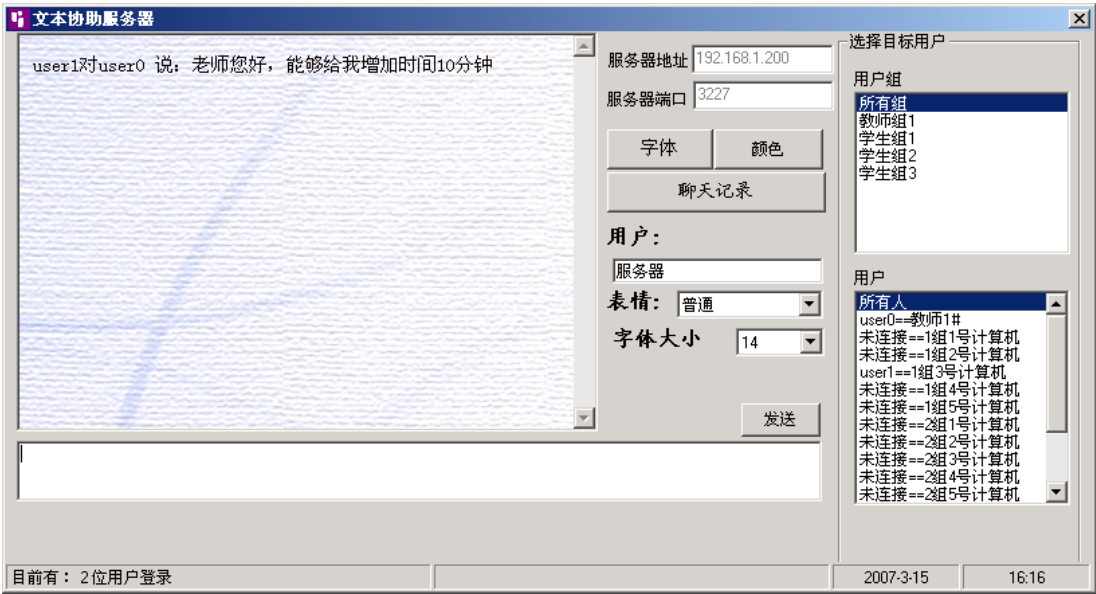 文本协助服务器
user1对user0 说：老师您好，能够给我增加时间10分钟
服务器地址 192.168.1.200
服务器端口 3227
字体 颜色
聊天记录
用户：
服务器
表情： 普通
字体大小 14
发送
选择目标用户
用户组
所有组
教师组1
学生组1
学生组2
学生组3
用户
所有人
user0==教师1#
未连接==1组1号计算机
未连接==1组2号计算机
user1==1组3号计算机
未连接==1组4号计算机
未连接==1组5号计算机
未连接==2组1号计算机
未连接==2组2号计算机
未连接==2组3号计算机
未连接==2组4号计算机
未连接==2组5号计算机
目前有： 2位用户登录
2007-3-15 16:16